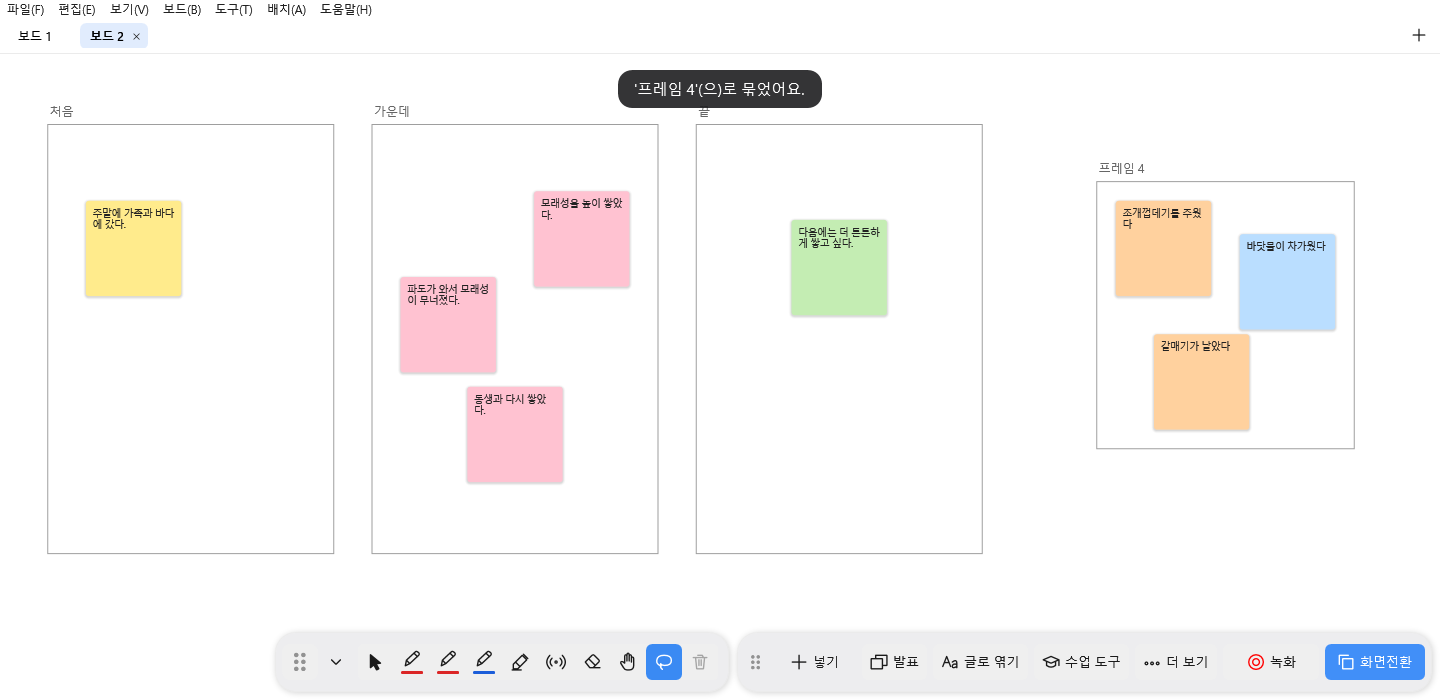 파일(F) 편집(E) 보기(V) 보드(B) 도구(T) 배치(A) 도움말(H)
보드 1
보드 2
'프레임 4'(으)로 묶었어요.
처음
가운데
끝
프레임 4
주말에 가족과 바다
에 갔다.
모래성을 높이 쌓았
다.
파도가 와서 모래성
이 무너졌다.
동생과 다시 쌓았
다.
다음에는 더 튼튼하
게 쌓고 싶다.
조개껍데기를 주웠
다
바닷물이 차가웠다
갈매기가 날았다
넣기
발표
Aa 글로 엮기
수업 도구
더 보기
녹화
화면전환